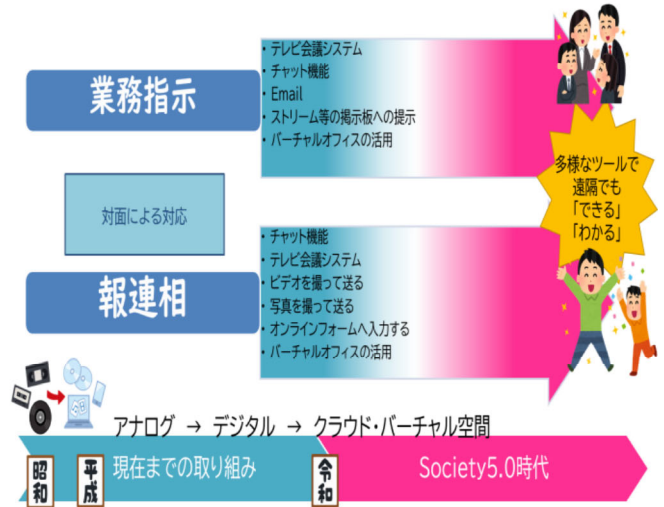 業務指示
・テレビ会議システム
・チャット機能
・Email
・ストリーム等の掲示板への提示
・バーチャルオフィスの活用
多様なツールで
遠隔でも
「できる」
「わかる」
対面による対応
報連相
・チャット機能
・テレビ会議システム
・ビデオを撮って送る
・写真を撮って送る
・オンラインフォームへ入力する
・バーチャルオフィスの活用
アナログ → デジタル → クラウド・バーチャル空間
昭和
平成
現在までの取り組み
令和
Society5.0時代